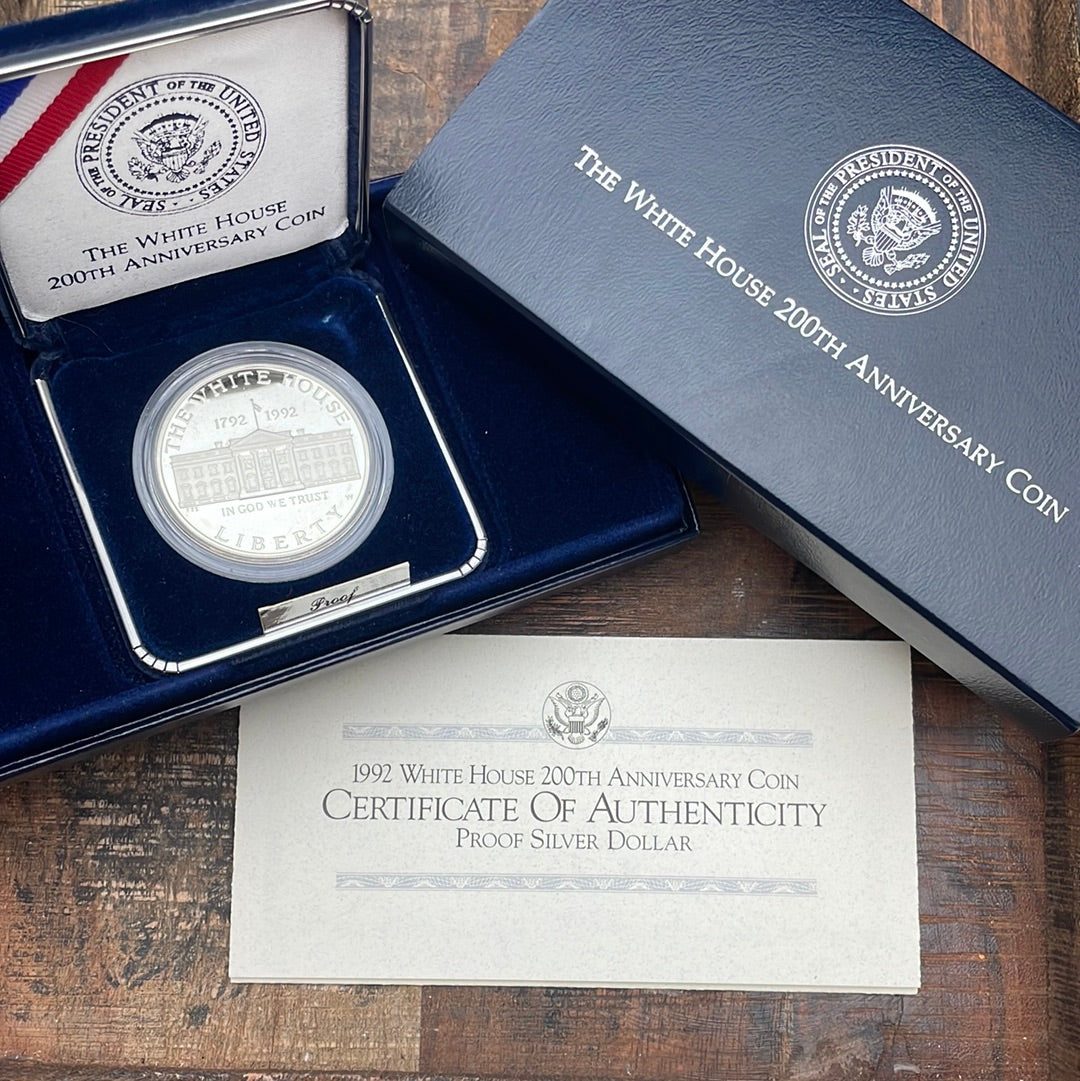 SEAL OF THE PRESIDENT OF THE UNITED STATES
THE WHITE HOUSE
200TH ANNIVERSARY COIN
THE WHITE HOUSE
1792 1992
IN GOD WE TRUST
LIBERTY
W
Proof
SEAL OF THE PRESIDENT OF THE UNITED STATES
THE WHITE HOUSE 200TH ANNIVERSARY COIN
1992 WHITE HOUSE 200TH ANNIVERSARY COIN
CERTIFICATE OF AUTHENTICITY
PROOF SILVER DOLLAR